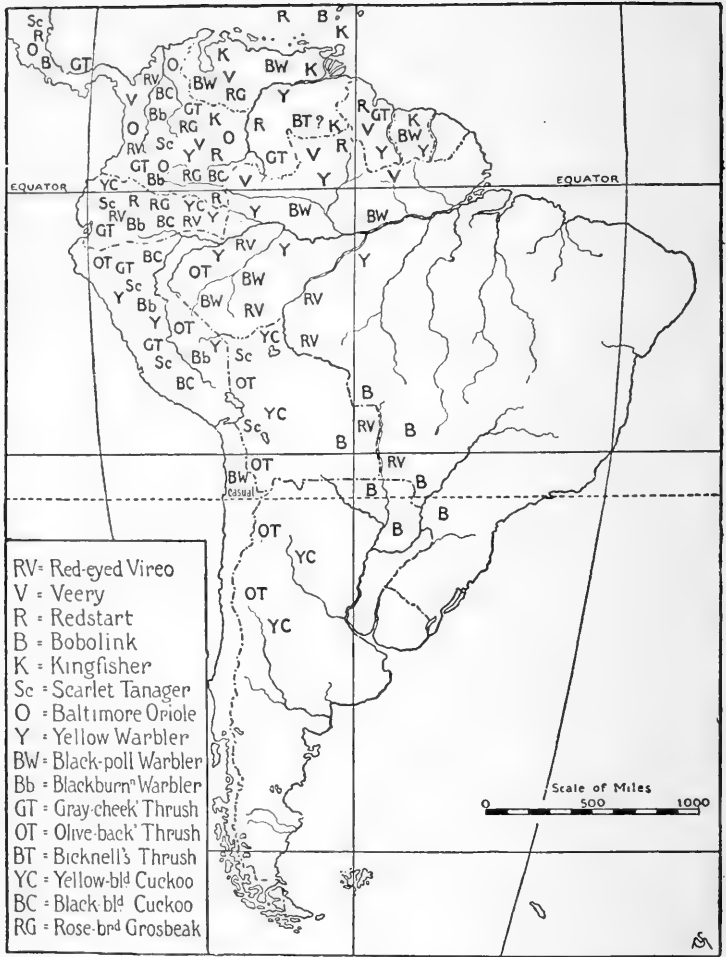 Sc R B
R K
O K
B GT RV O BW V BW K
V BC RG Y
Bb GT K R GT K
O RG O R BT ? K V BW
RV Sc V R
GT O Y R GT V Y Y
Bb RG BC V Y V
EQUATOR EQUATOR
YC
Sc R RG YC R Y BW BW
RV Bb BC RV Y
GT
OT GT BC Y RV Y Y
Sc OT BW
Y Bb BW RV RV
Y OT
GT Bb Y Sc YC RV
Sc
BC OT
B
YC RV B
Sc B
OT RV
BW
casual B B
B
OT B
YC
OT
YC
RV = Red-eyed Vireo
V = Veery
R = Redstart
B = Bobolink
K = Kingfisher
Sc = Scarlet Tanager
O = Baltimore Oriole
Y = Yellow Warbler
BW = Black-poll Warbler
Bb = Blackburnⁿ Warbler
GT = Gray-cheek' Thrush
OT = Olive-back' Thrush
BT = Bicknell's Thrush
YC = Yellow-blᵈ Cuckoo
BC = Black-blᵈ Cuckoo
RG = Rose-brᵈ Grosbeak
Scale of Miles
0 500 1000